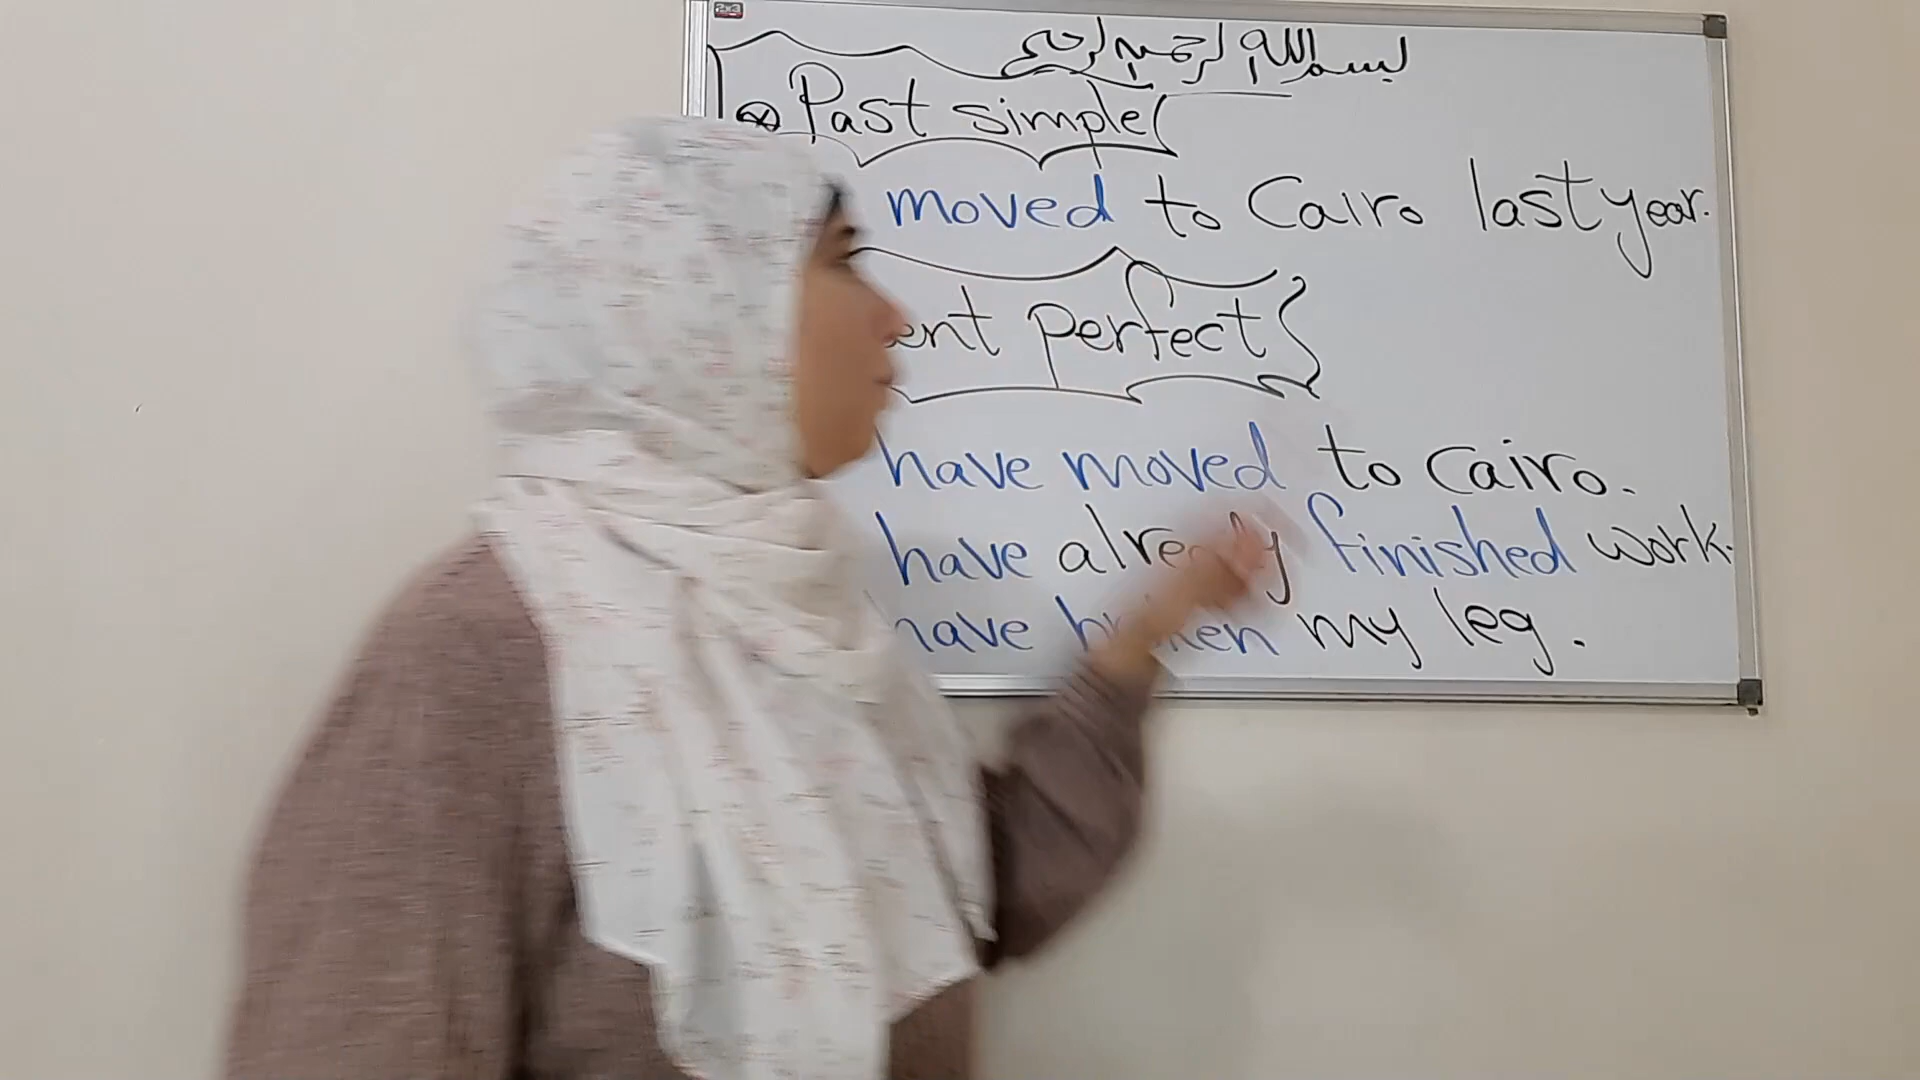 بسم الله الرحمن الرحيم
Past simple
moved to Cairo last year.
ent perfect
have moved to Cairo.
have already finished work.
have broken my leg.